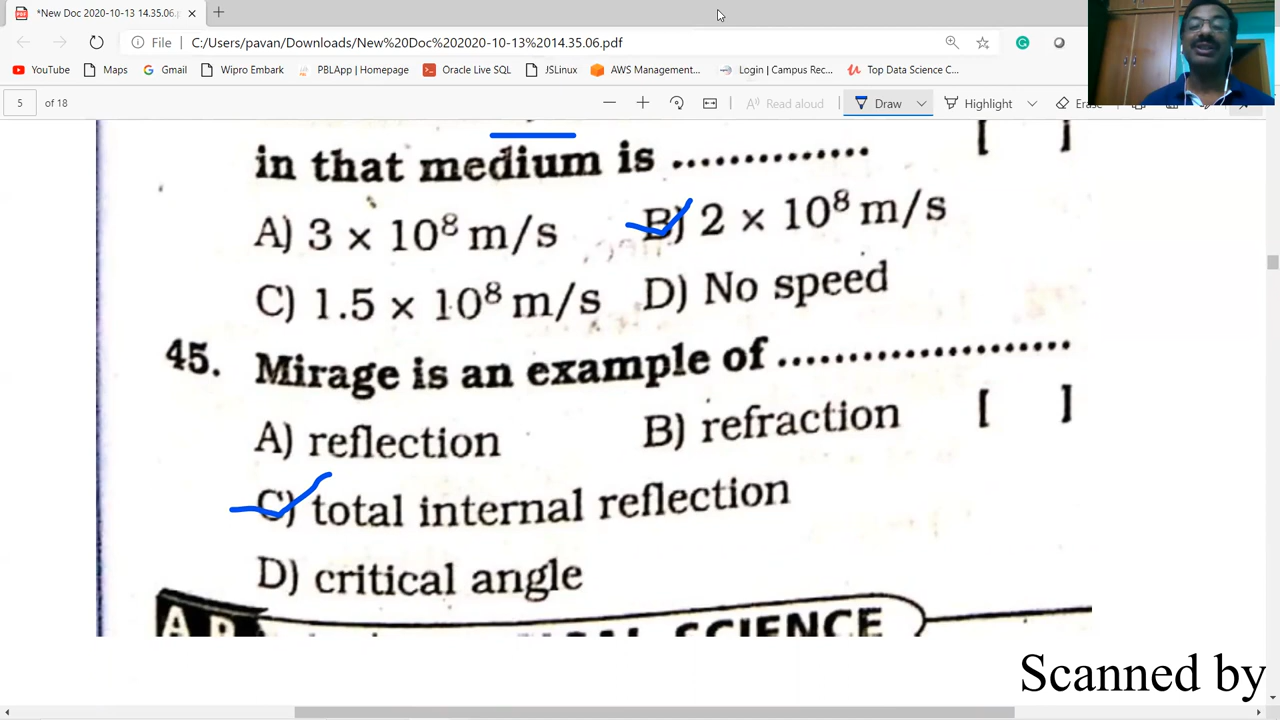 *New Doc 2020-10-13 14.35.06.p
File C:/Users/pavan/Downloads/New%20Doc%202020-10-13%2014.35.06.pdf
YouTube Maps Gmail Wipro Embark PBLApp | Homepage Oracle Live SQL JSLinux AWS Management... Login | Campus Rec... Top Data Science C...
5 of 18 Read aloud Draw Highlight Erase
in that medium is .............. [ ]
A) 3 × 10⁸ m/s B) 2 × 10⁸ m/s
C) 1.5 × 10⁸ m/s D) No speed
45. Mirage is an example of .....................
A) reflection B) refraction [ ]
C) total internal reflection
D) critical angle
SCIENCE
Scanned by